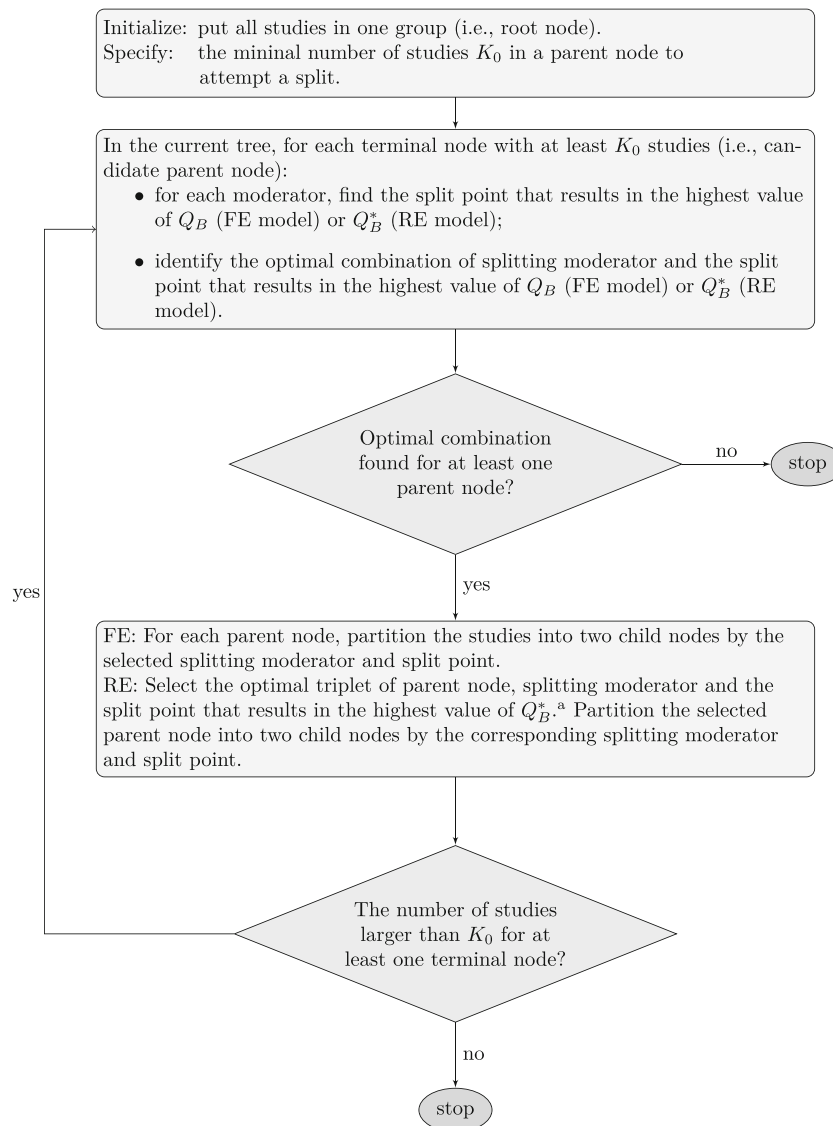 Initialize: put all studies in one group (i.e., root node).
Specify: the mininal number of studies K₀ in a parent node to
attempt a split.
In the current tree, for each terminal node with at least K₀ studies (i.e., can-
didate parent node):
• for each moderator, find the split point that results in the highest value
of Q_B (FE model) or Q*_B (RE model);
• identify the optimal combination of splitting moderator and the split
point that results in the highest value of Q_B (FE model) or Q*_B (RE
model).
Optimal combination
found for at least one
parent node?
no
stop
yes
yes
FE: For each parent node, partition the studies into two child nodes by the
selected splitting moderator and split point.
RE: Select the optimal triplet of parent node, splitting moderator and the
split point that results in the highest value of Q*_B.ᵃ Partition the selected
parent node into two child nodes by the corresponding splitting moderator
and split point.
The number of studies
larger than K₀ for at
least one terminal node?
no
stop